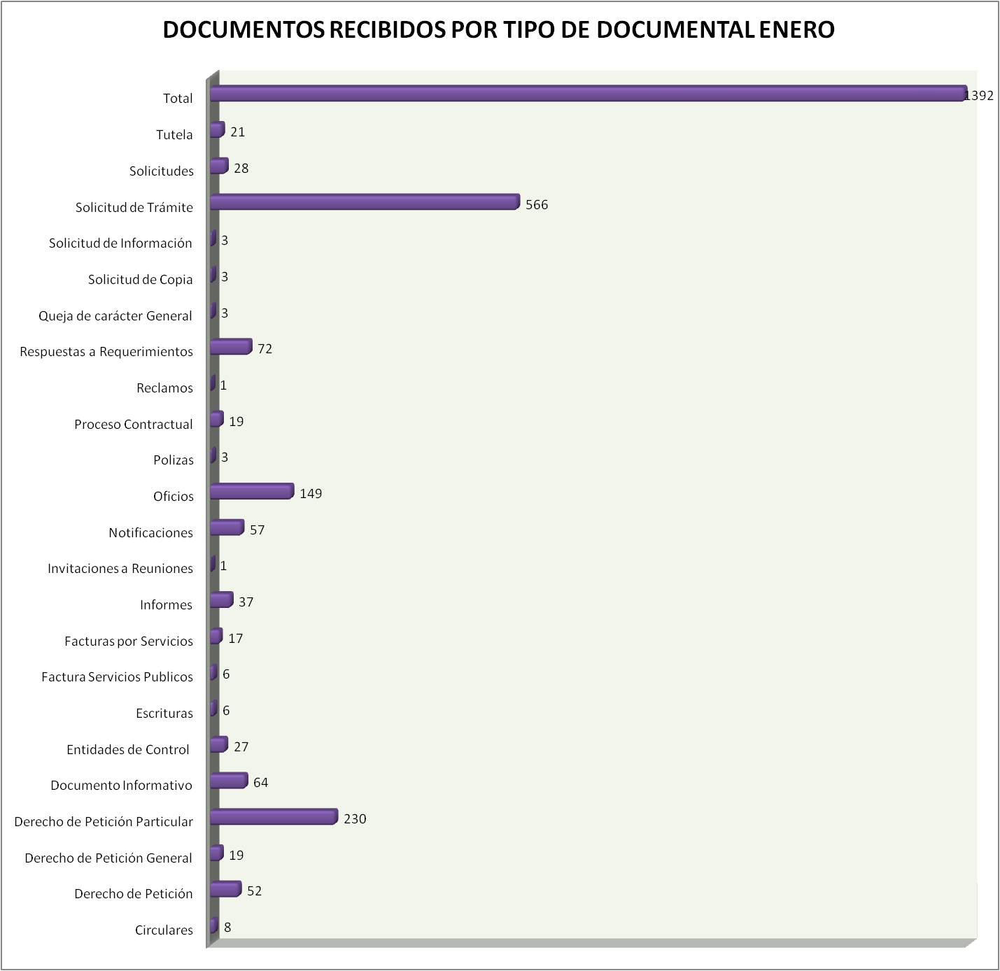 DOCUMENTOS RECIBIDOS POR TIPO DE DOCUMENTAL ENERO
Total 1392
Tutela 21
Solicitudes 28
Solicitud de Trámite 566
Solicitud de Información 3
Solicitud de Copia 3
Queja de carácter General 3
Respuestas a Requerimientos 72
Reclamos 1
Proceso Contractual 19
Polizas 3
Oficios 149
Notificaciones 57
Invitaciones a Reuniones 1
Informes 37
Facturas por Servicios 17
Factura Servicios Publicos 6
Escrituras 6
Entidades de Control 27
Documento Informativo 64
Derecho de Petición Particular 230
Derecho de Petición General 19
Derecho de Petición 52
Circulares 8